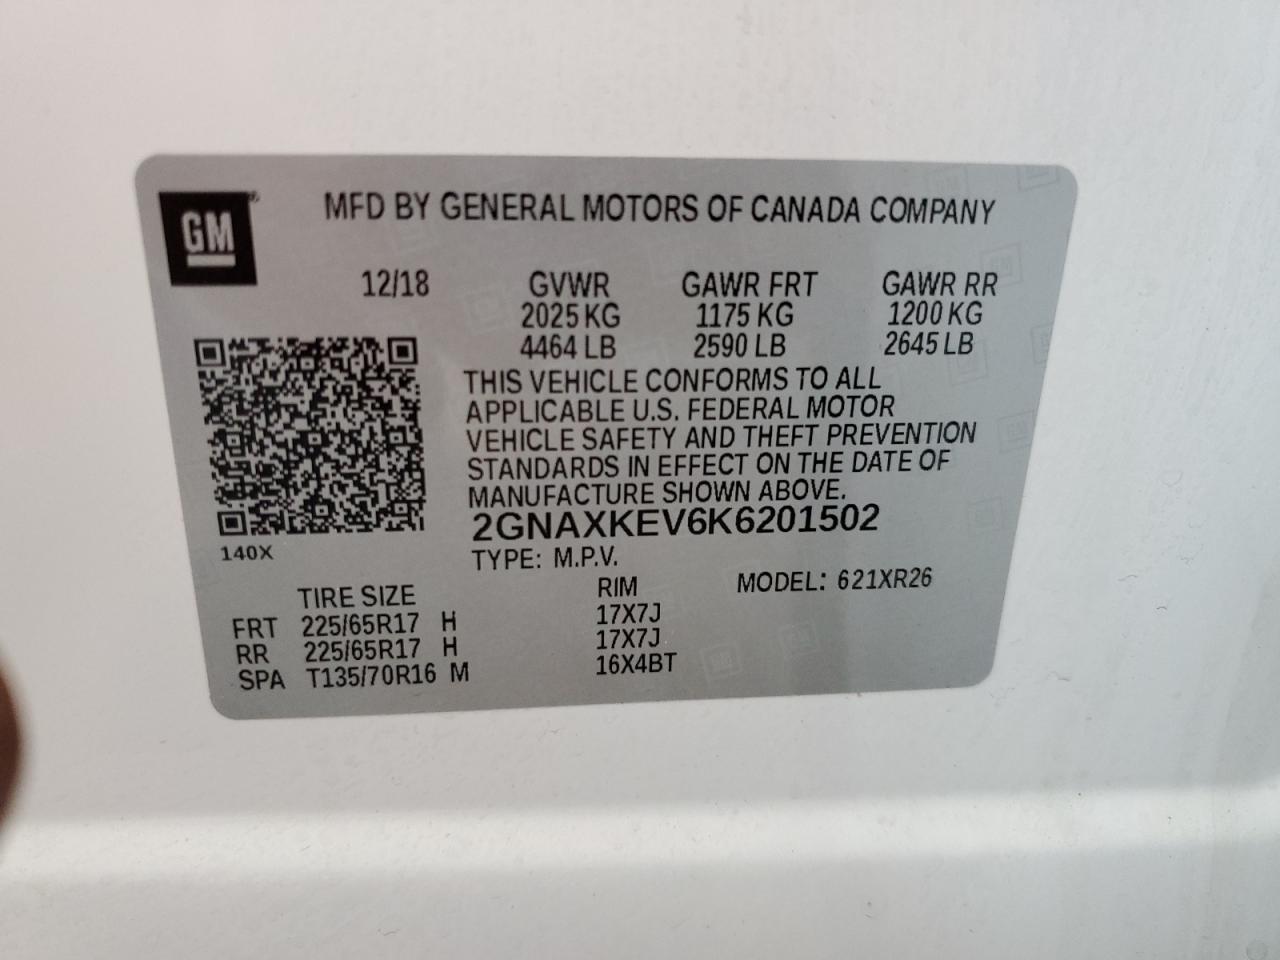 GM
MFD BY GENERAL MOTORS OF CANADA COMPANY
12/18 GVWR GAWR FRT GAWR RR
2025 KG 1175 KG 1200 KG
4464 LB 2590 LB 2645 LB
THIS VEHICLE CONFORMS TO ALL
APPLICABLE U.S. FEDERAL MOTOR
VEHICLE SAFETY AND THEFT PREVENTION
STANDARDS IN EFFECT ON THE DATE OF
MANUFACTURE SHOWN ABOVE.
2GNAXKEV6K6201502
140X
TYPE: M.P.V.
TIRE SIZE RIM MODEL: 621XR26
FRT 225/65R17 H 17X7J
RR 225/65R17 H 17X7J
SPA T135/70R16 M 16X4BT